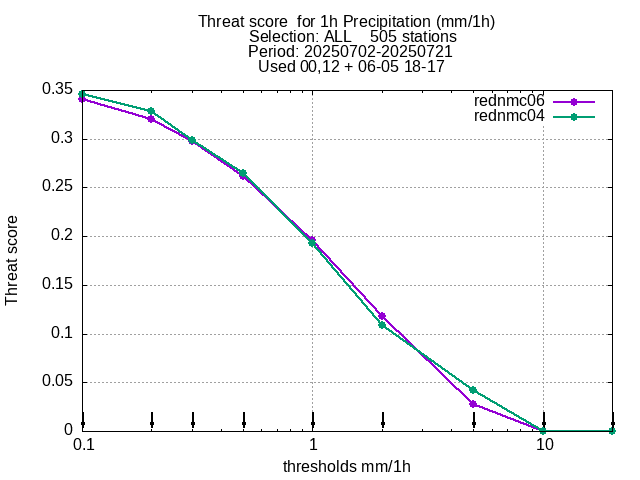 Threat score  for 1h Precipitation (mm/1h)
Selection: ALL    505 stations
Period: 20250702-20250721
Used 00,12 + 06-05 18-17
rednmc06
rednmc04
0.35
0.3
0.25
0.2
0.15
0.1
0.05
0
Threat score
0.1
1
10
thresholds mm/1h